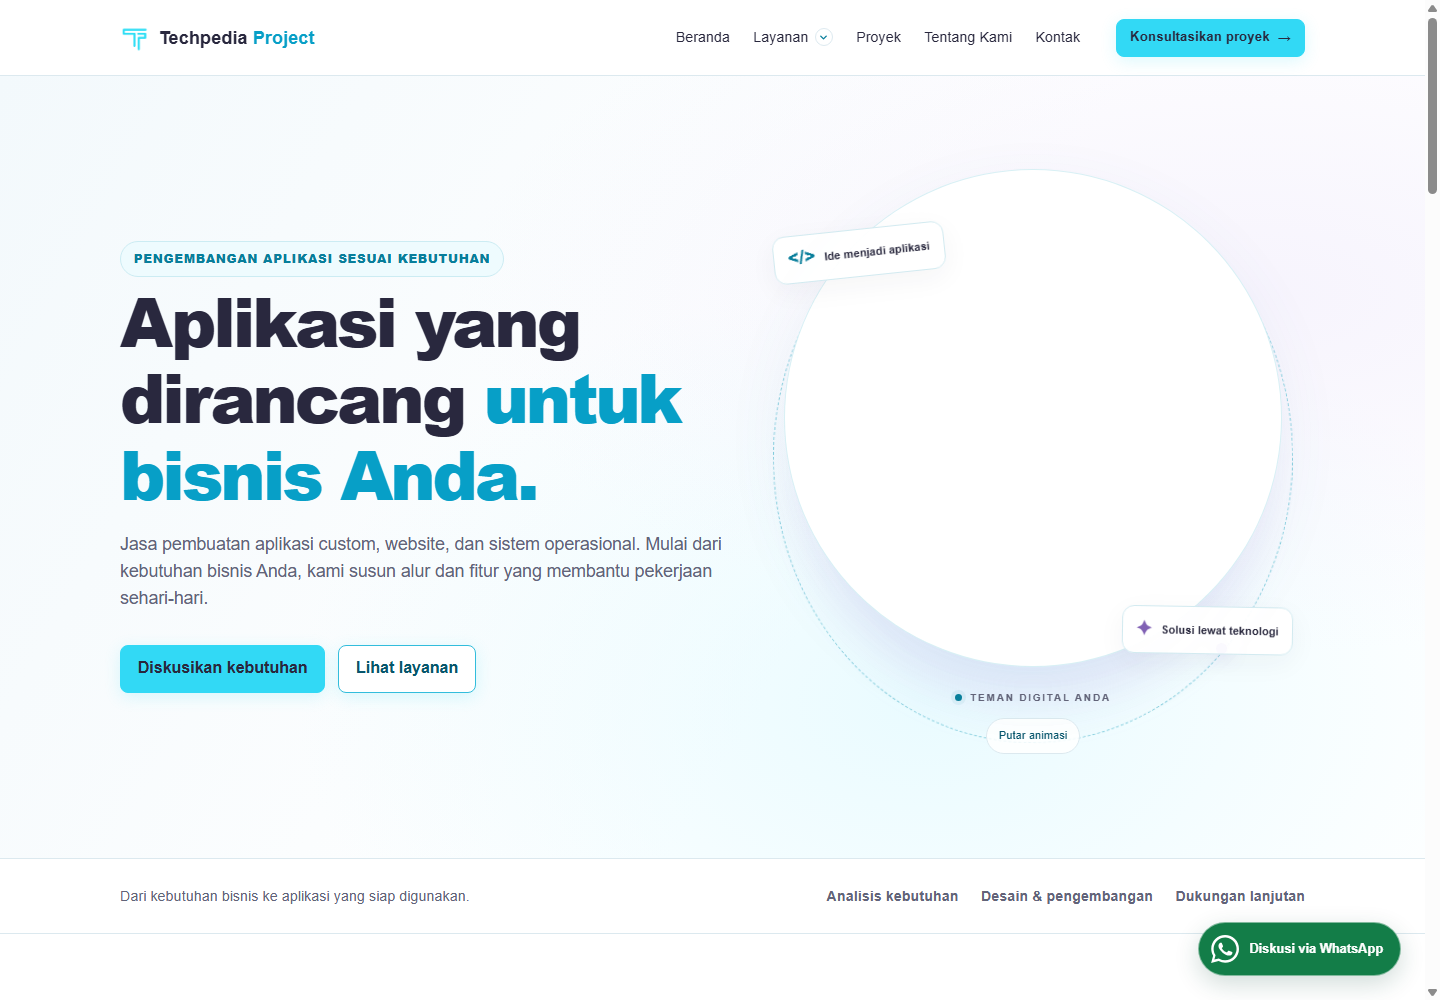 Techpedia Project
Beranda
Layanan
Proyek
Tentang Kami
Kontak
Konsultasikan proyek →
PENGEMBANGAN APLIKASI SESUAI KEBUTUHAN
Aplikasi yang
dirancang untuk
bisnis Anda.
Jasa pembuatan aplikasi custom, website, dan sistem operasional. Mulai dari
kebutuhan bisnis Anda, kami susun alur dan fitur yang membantu pekerjaan
sehari-hari.
Diskusikan kebutuhan
Lihat layanan
</> Ide menjadi aplikasi
Solusi lewat teknologi
TEMAN DIGITAL ANDA
Putar animasi
Dari kebutuhan bisnis ke aplikasi yang siap digunakan.
Analisis kebutuhan
Desain & pengembangan
Dukungan lanjutan
Diskusi via WhatsApp